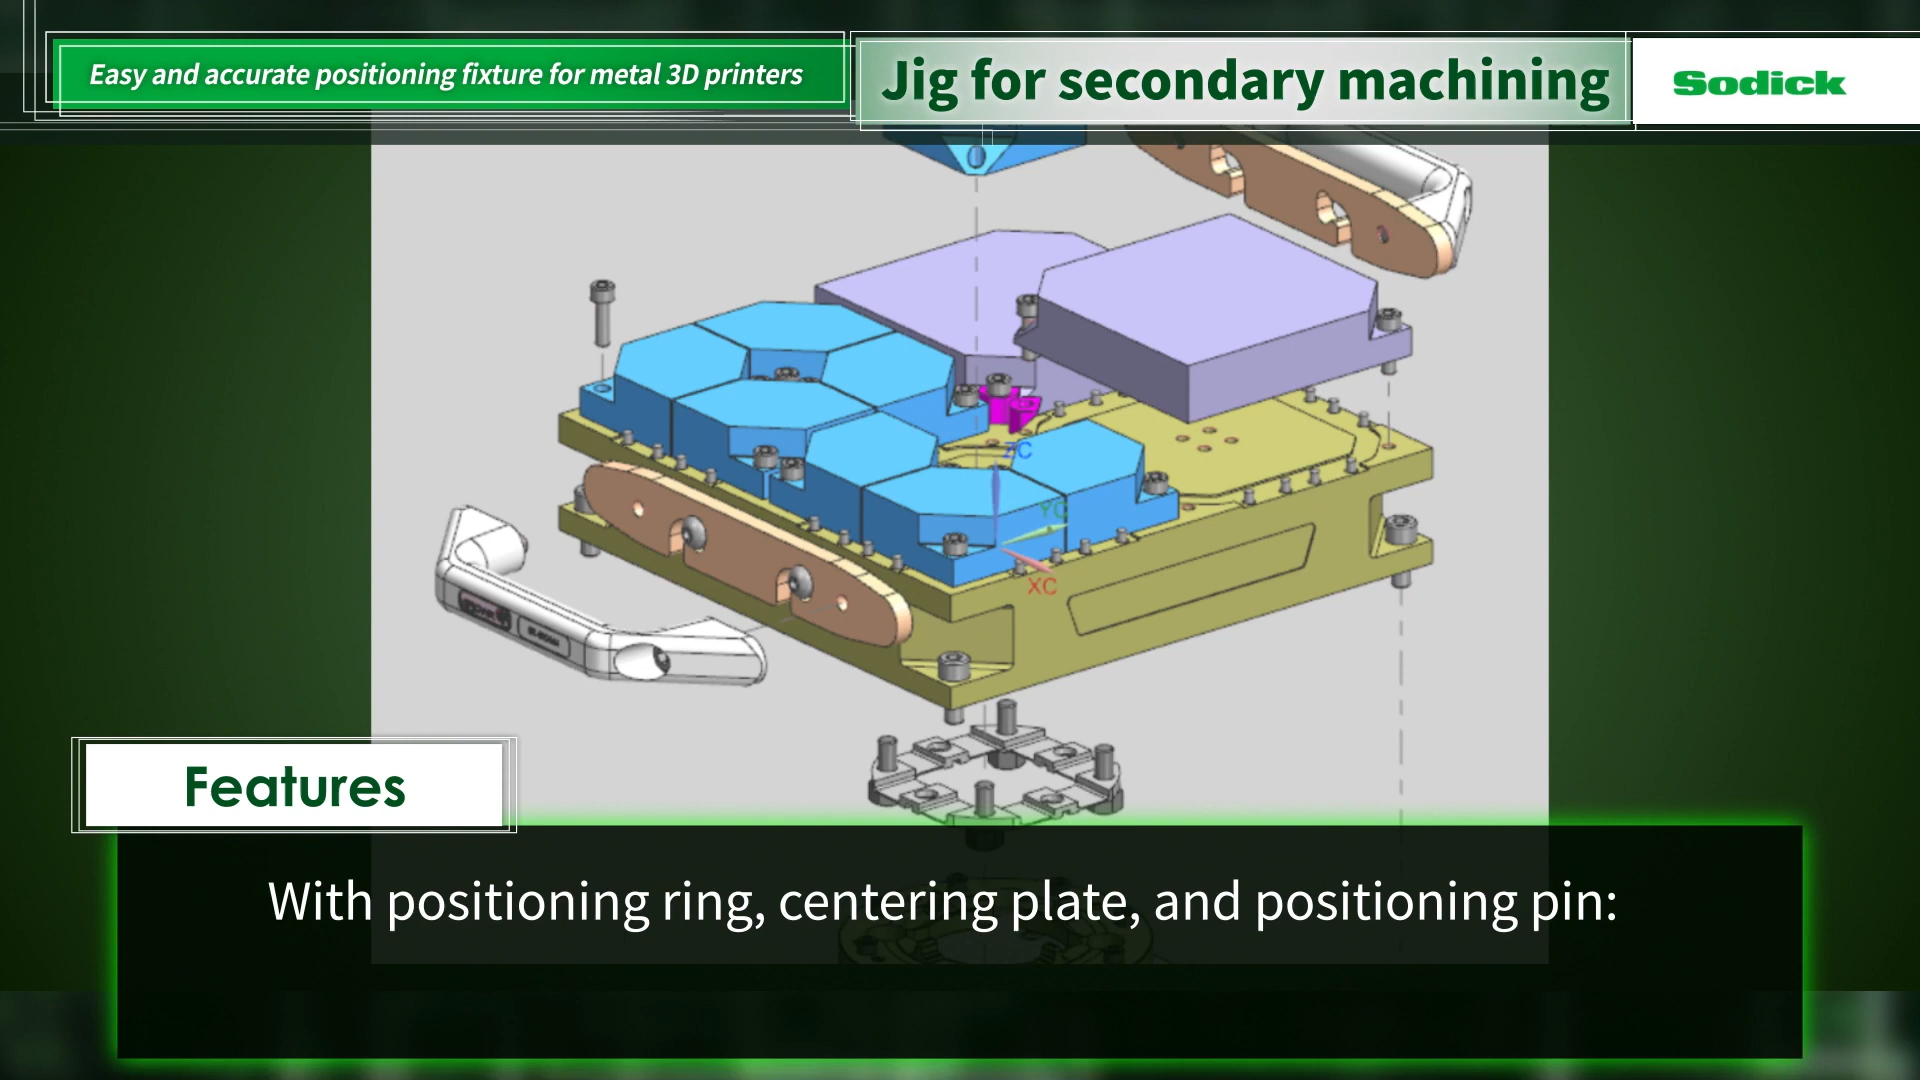 Easy and accurate positioning fixture for metal 3D printers
Jig for secondary machining
Sodick
ZC
YC
XC
Features
With positioning ring, centering plate, and positioning pin: